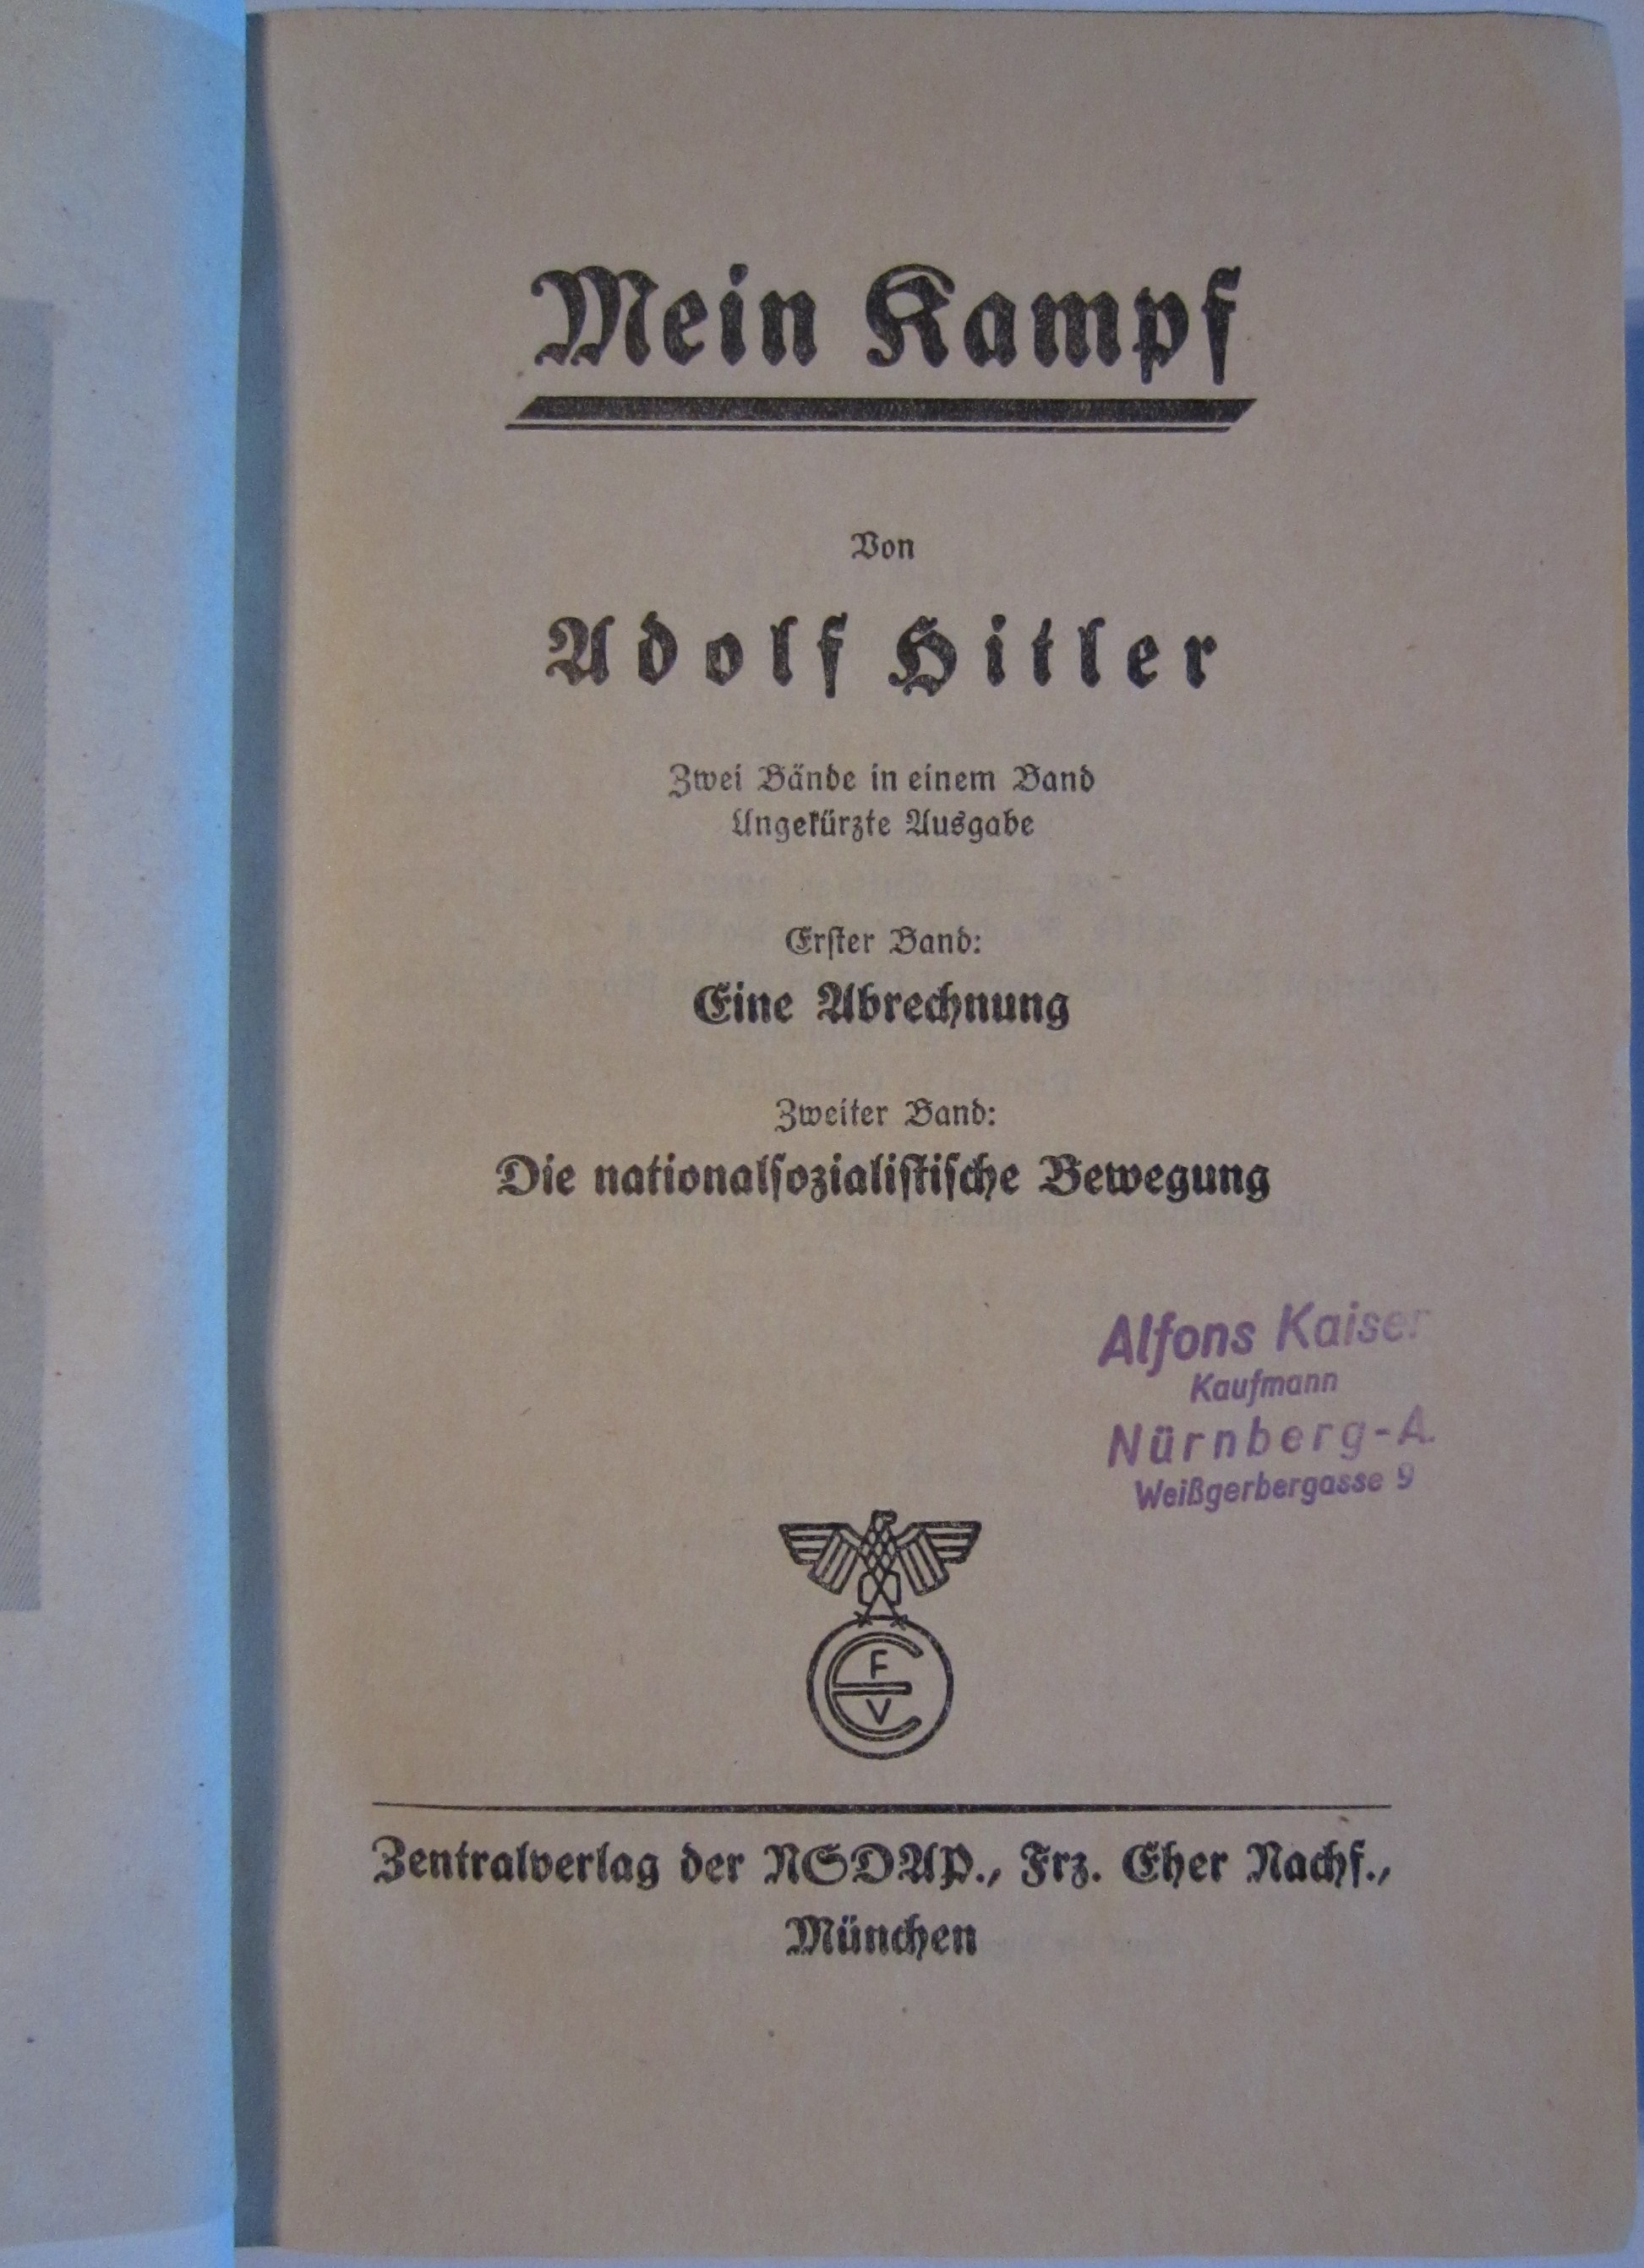 Mein Kampf
Von
Adolf Hitler
Zwei Bände in einem Band
Ungekürzte Ausgabe
Erster Band:
Eine Abrechnung
Zweiter Band:
Die nationalsozialistische Bewegung
Alfons Kaiser
Kaufmann
Nürnberg-A.
Weißgerbergasse 9
F
E
V
Zentralverlag der NSDAP., Frz. Eher Nachf.,
München